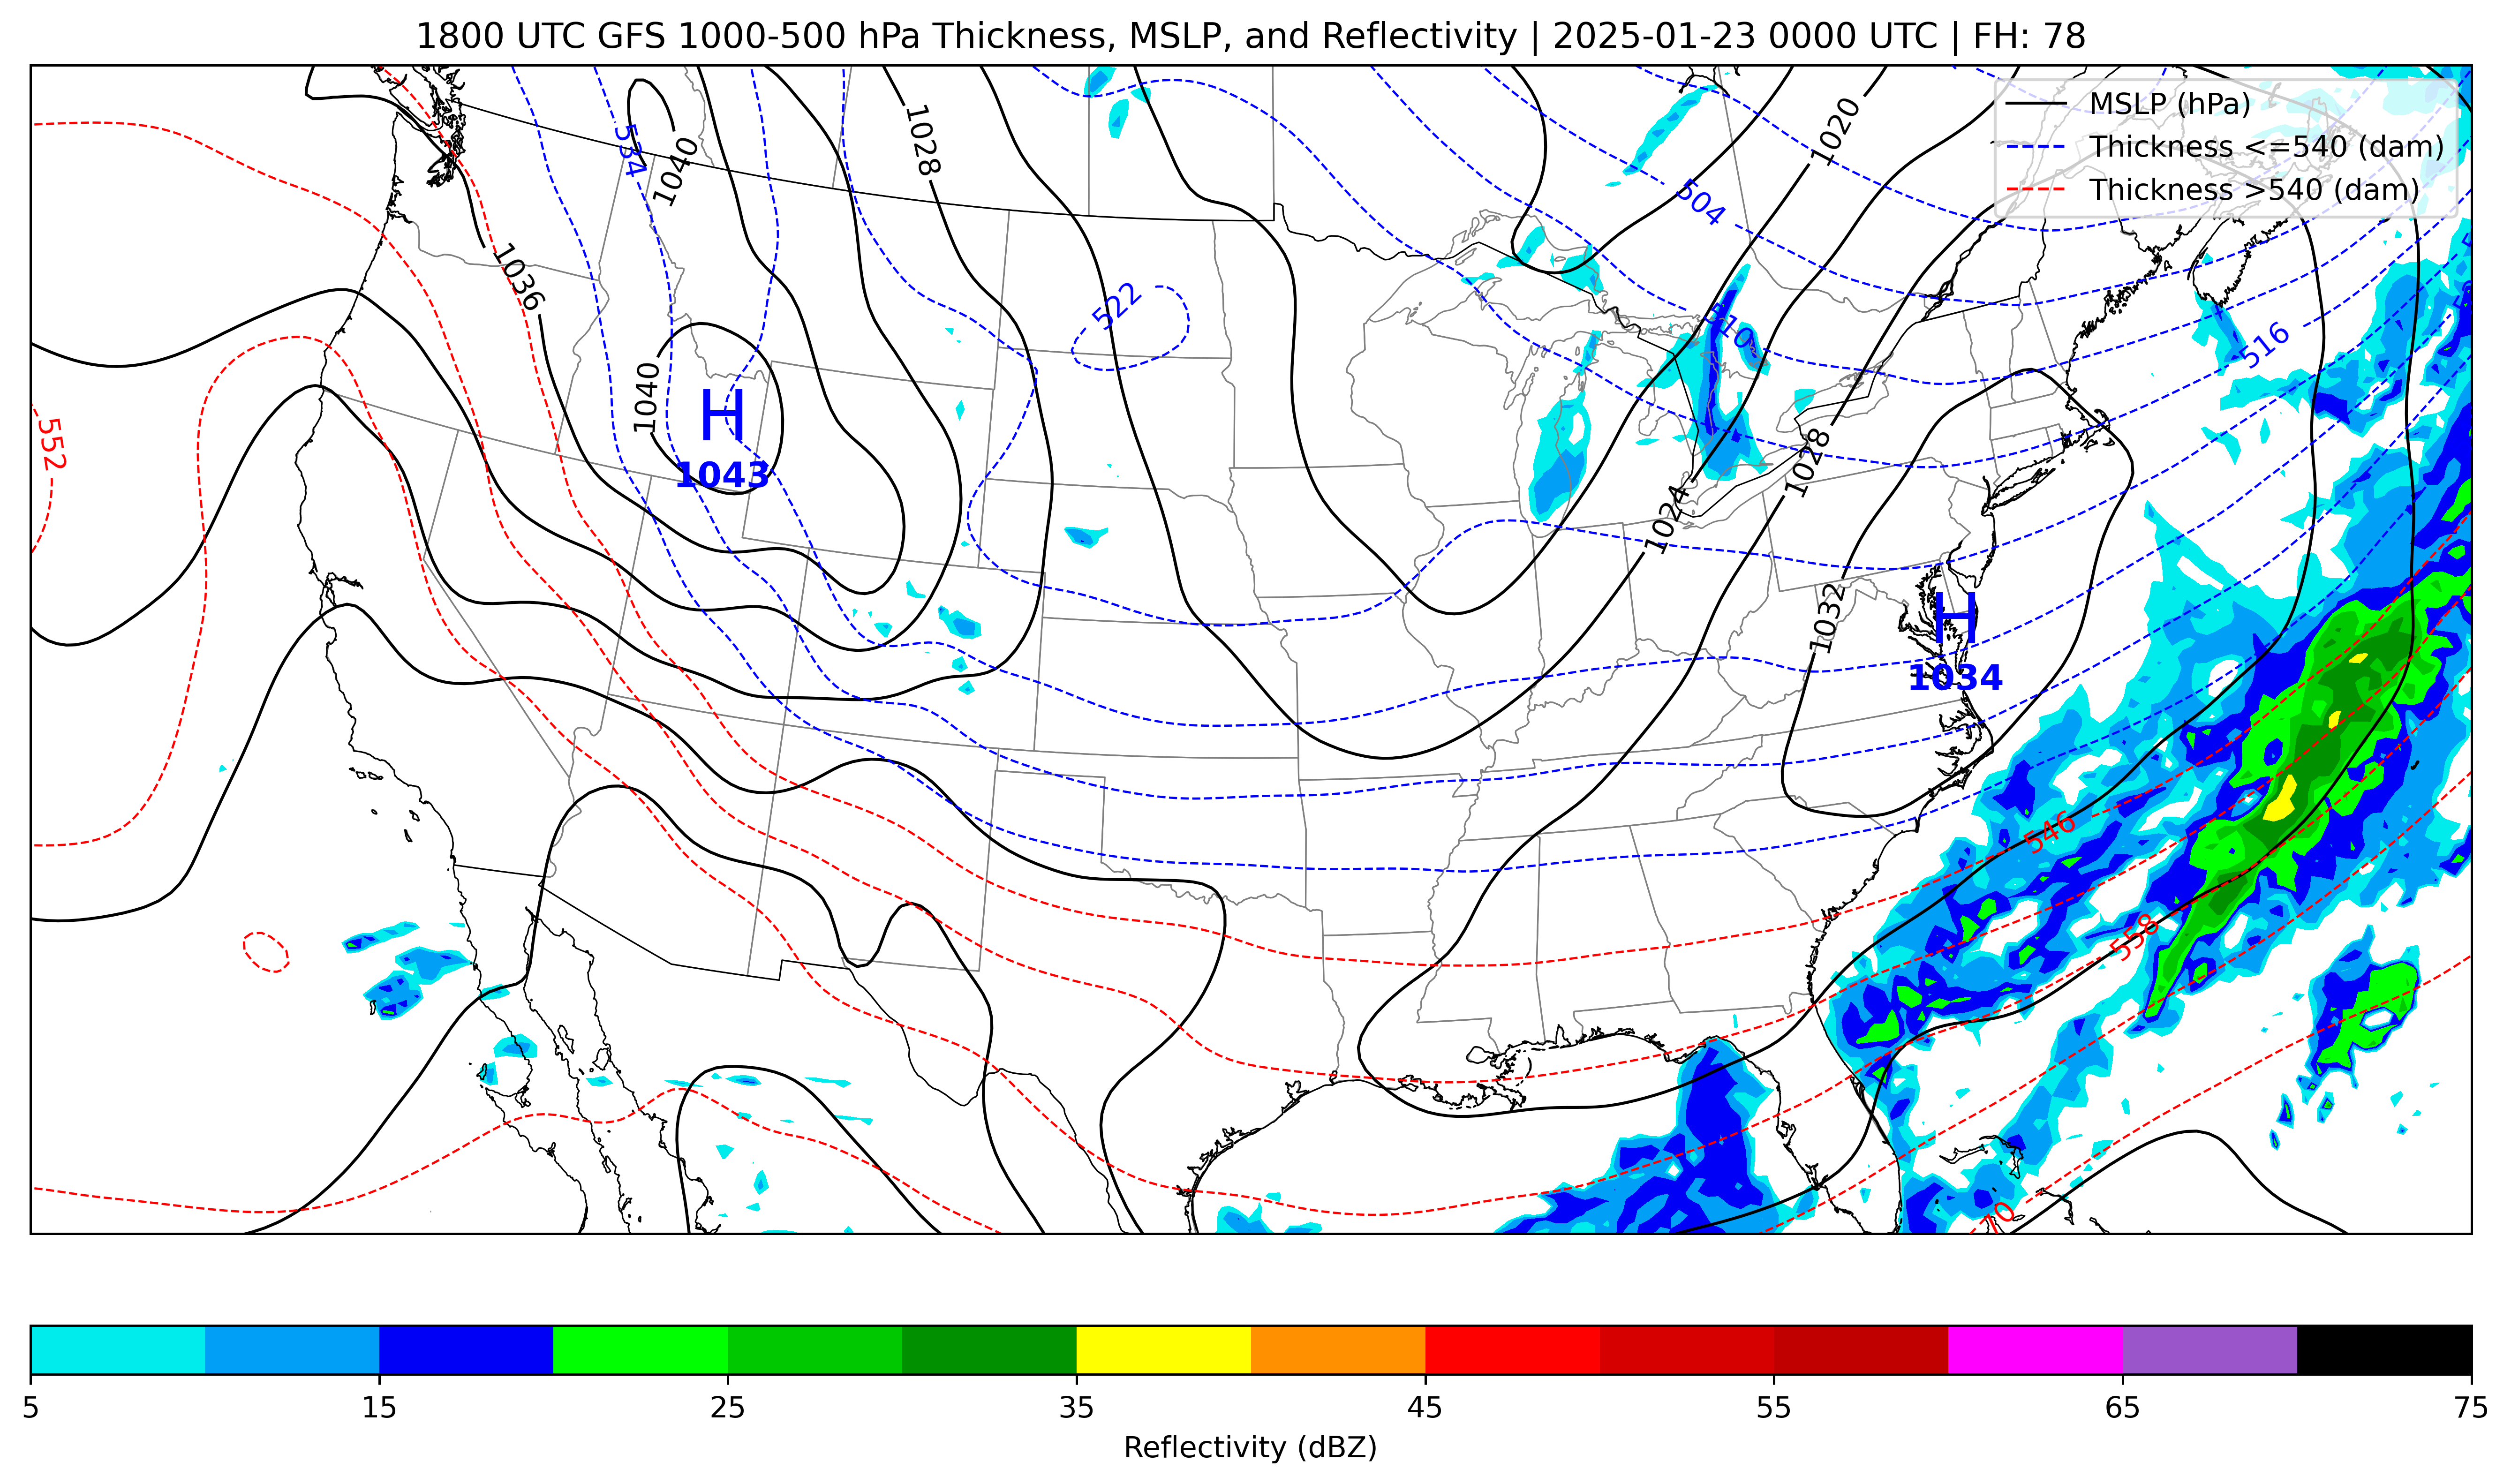 1800 UTC GFS 1000-500 hPa Thickness, MSLP, and Reflectivity | 2025-01-23 0000 UTC | FH: 78
MSLP (hPa)
Thickness <=540 (dam)
Thickness >540 (dam)
1020
1028
534
1040
504
1036
522
510
516
1040
552
H
1043
1028
1024
1032
H
1034
546
558
5 15 25 35 45 55 65 75
Reflectivity (dBZ)